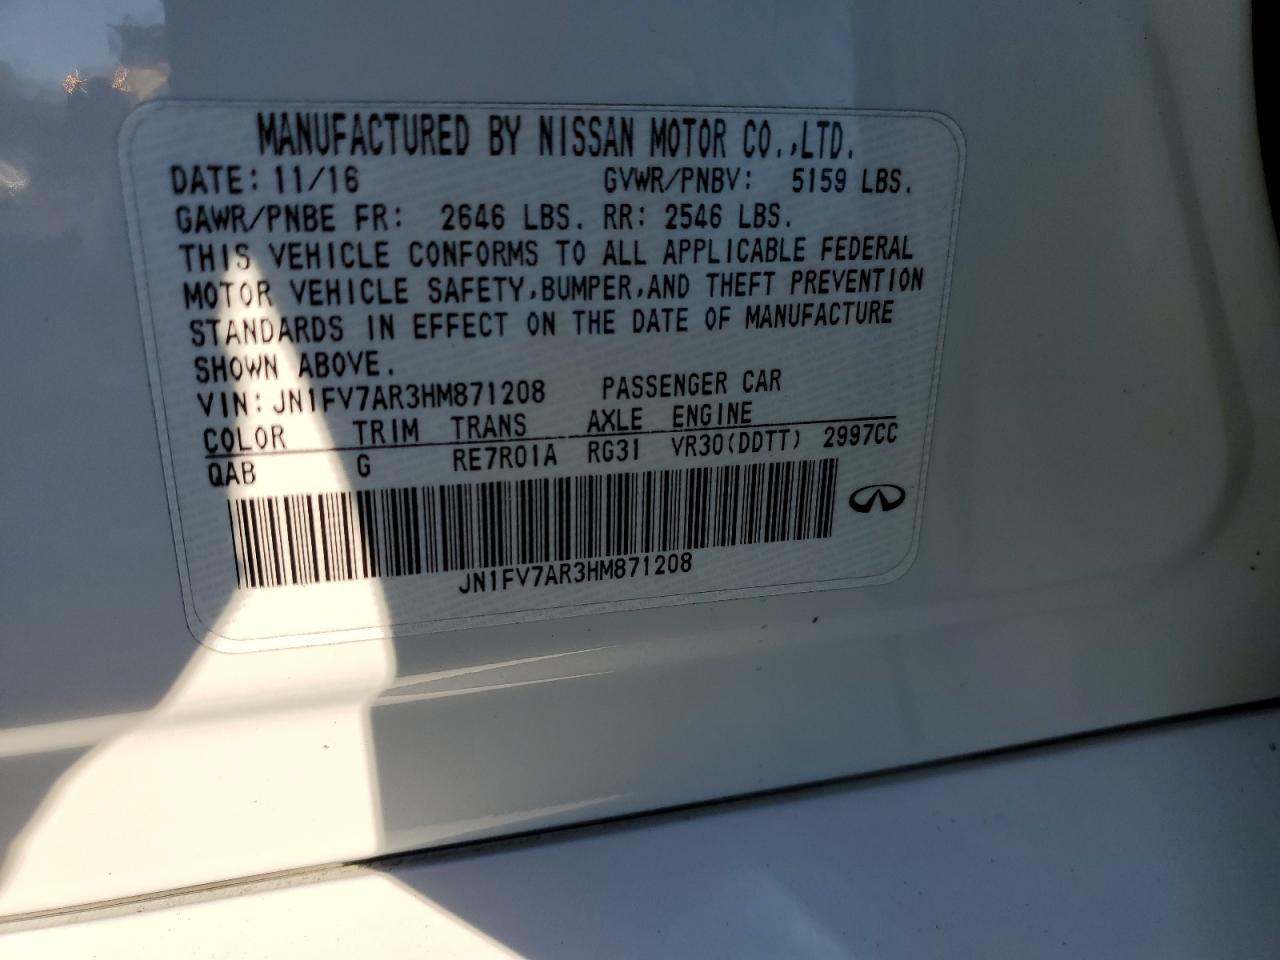 MANUFACTURED BY NISSAN MOTOR CO.,LTD.
DATE: 11/16 GVWR/PNBV: 5159 LBS.
GAWR/PNBE FR: 2646 LBS. RR: 2546 LBS.
THIS VEHICLE CONFORMS TO ALL APPLICABLE FEDERAL
MOTOR VEHICLE SAFETY,BUMPER,AND THEFT PREVENTION
STANDARDS IN EFFECT ON THE DATE OF MANUFACTURE
SHOWN ABOVE.
VIN: JN1FV7AR3HM871208 PASSENGER CAR
COLOR TRIM TRANS AXLE ENGINE
QAB G RE7R01A RG31 VR30(DDTT) 2997CC
JN1FV7AR3HM871208